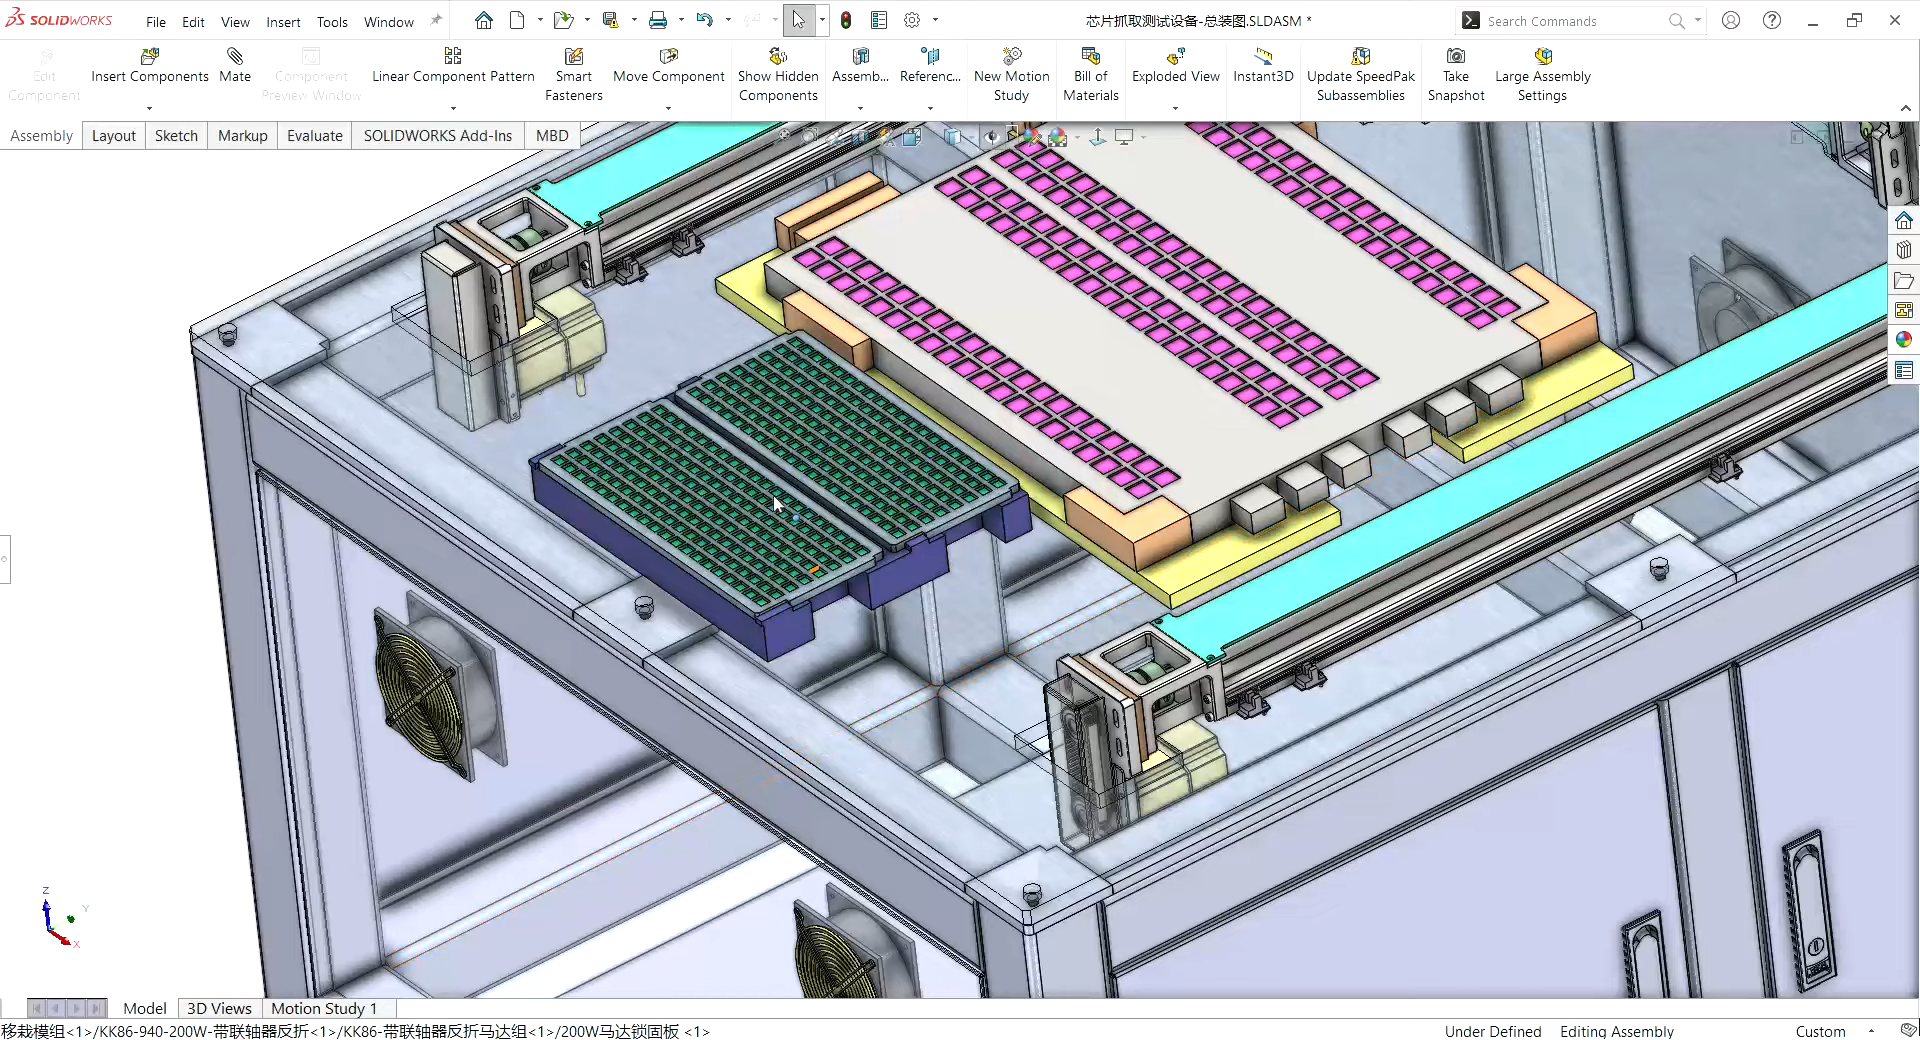 SOLIDWORKS File Edit View Insert Tools Window 芯片抓取测试设备-总装图.SLDASM * Search Commands
Edit Component
Insert Components
Mate
Component Preview Window
Linear Component Pattern
Smart Fasteners
Move Component
Show Hidden Components
Assemb...
Referenc...
New Motion Study
Bill of Materials
Exploded View
Instant3D
Update SpeedPak Subassemblies
Take Snapshot
Large Assembly Settings
Assembly Layout Sketch Markup Evaluate SOLIDWORKS Add-Ins MBD
Z
Y
X
Model 3D Views Motion Study 1
移栽模组<1>/KK86-940-200W-带联轴器反折<1>/KK86-带联轴器反折马达组<1>/200W马达锁固板 <1> Under Defined Editing Assembly Custom